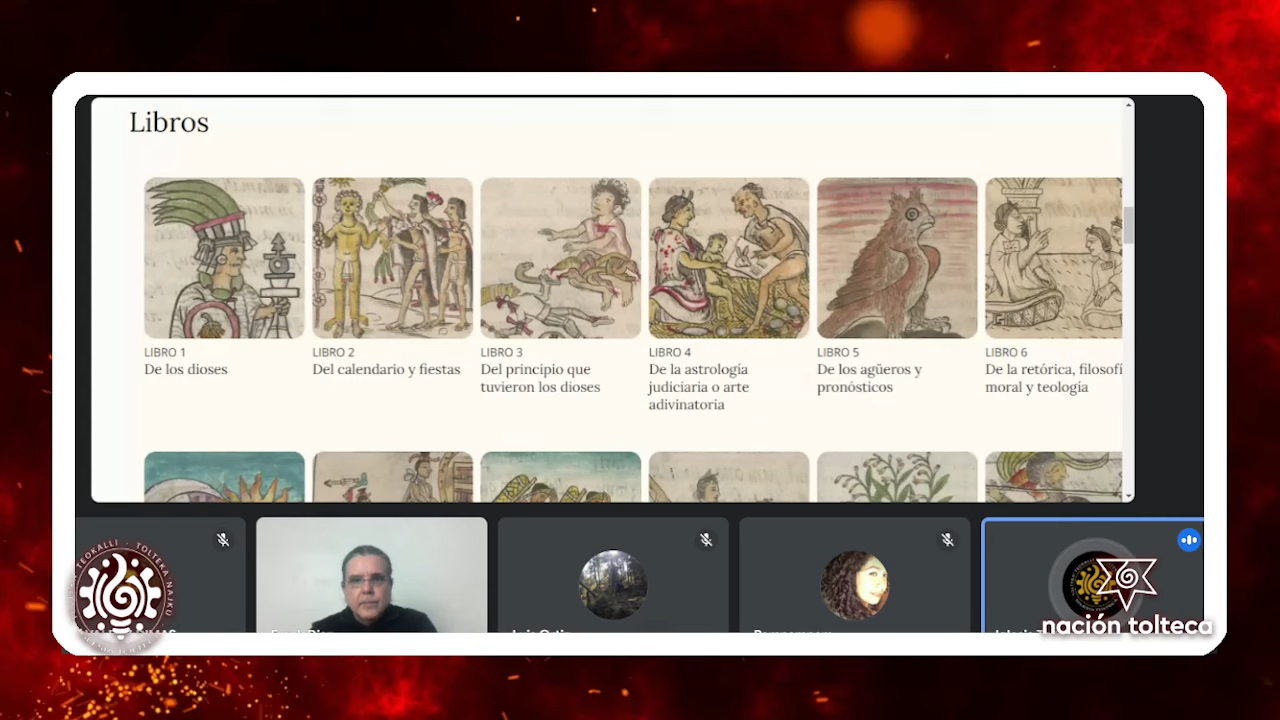 Libros
LIBRO 1
De los dioses
LIBRO 2
Del calendario y fiestas
LIBRO 3
Del principio que
tuvieron los dioses
LIBRO 4
De la astrología
judiciaria o arte
adivinatoria
LIBRO 5
De los agüeros y
pronósticos
LIBRO 6
De la retórica, filosofí
moral y teología
TEOKALLI · TOLTEKA
nación tolteca